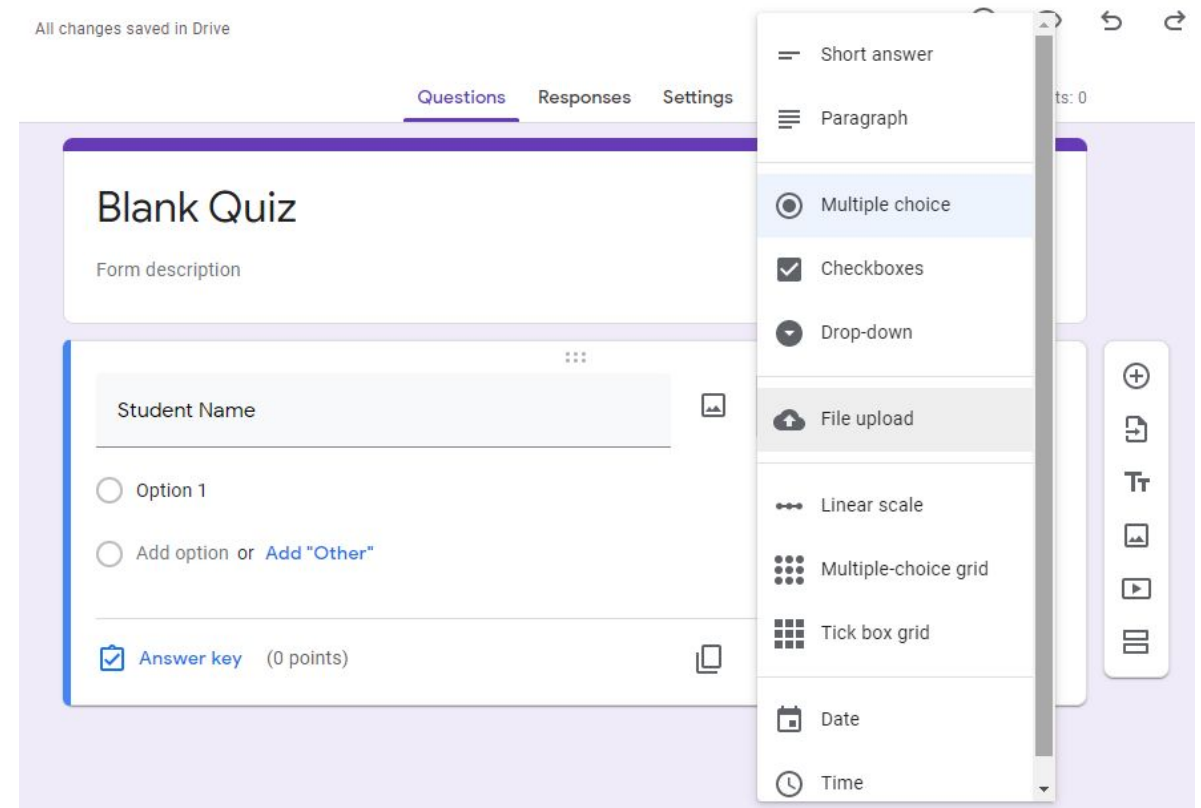 All changes saved in Drive
Questions Responses Settings
ts: 0
Blank Quiz
Form description
Student Name
Option 1
Add option or Add "Other"
Answer key (0 points)
Short answer
Paragraph
Multiple choice
Checkboxes
Drop-down
File upload
Linear scale
Multiple-choice grid
Tick box grid
Date
Time
Tт